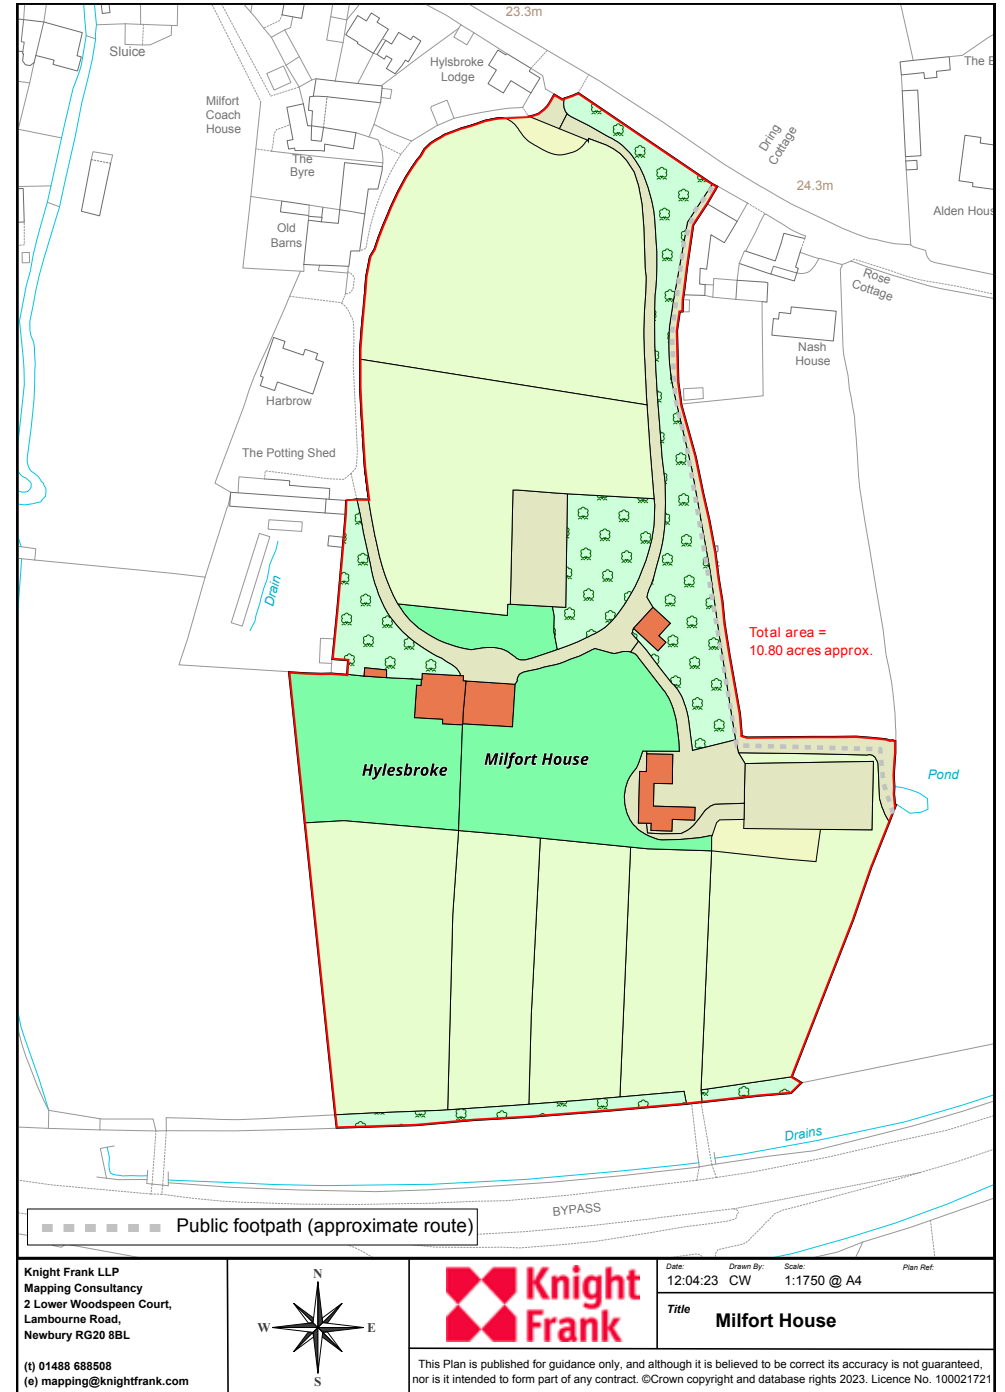 23.3m
Sluice
Hylsbroke
Lodge
The
Milfort
Coach
House
Dring
Cottage
The
Byre
24.3m
Alden Hous
Old
Barns
Rose
Cottage
Nash
House
Harbrow
The Potting Shed
Drain
Total area =
10.80 acres approx.
Hylesbroke
Milfort House
Pond
Drains
BYPASS
Public footpath (approximate route)
Knight Frank LLP
Mapping Consultancy
2 Lower Woodspeen Court,
Lambourne Road,
Newbury RG20 8BL
(t) 01488 688508
(e) mapping@knightfrank.com
N
W E
S
Knight
Frank
Date: Drawn By: Scale: Plan Ref:
12:04:23 CW 1:1750 @ A4
Title Milfort House
This Plan is published for guidance only, and although it is believed to be correct its accuracy is not guaranteed,
nor is it intended to form part of any contract. ©Crown copyright and database rights 2023. Licence No. 100021721